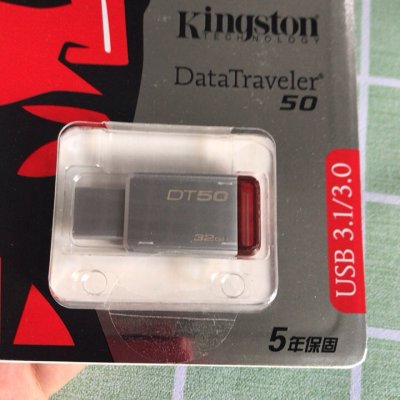 Kingston
TECHNOLOGY
DataTraveler®
50
DT50
32GB
USB 3.1/3.0
5年保固